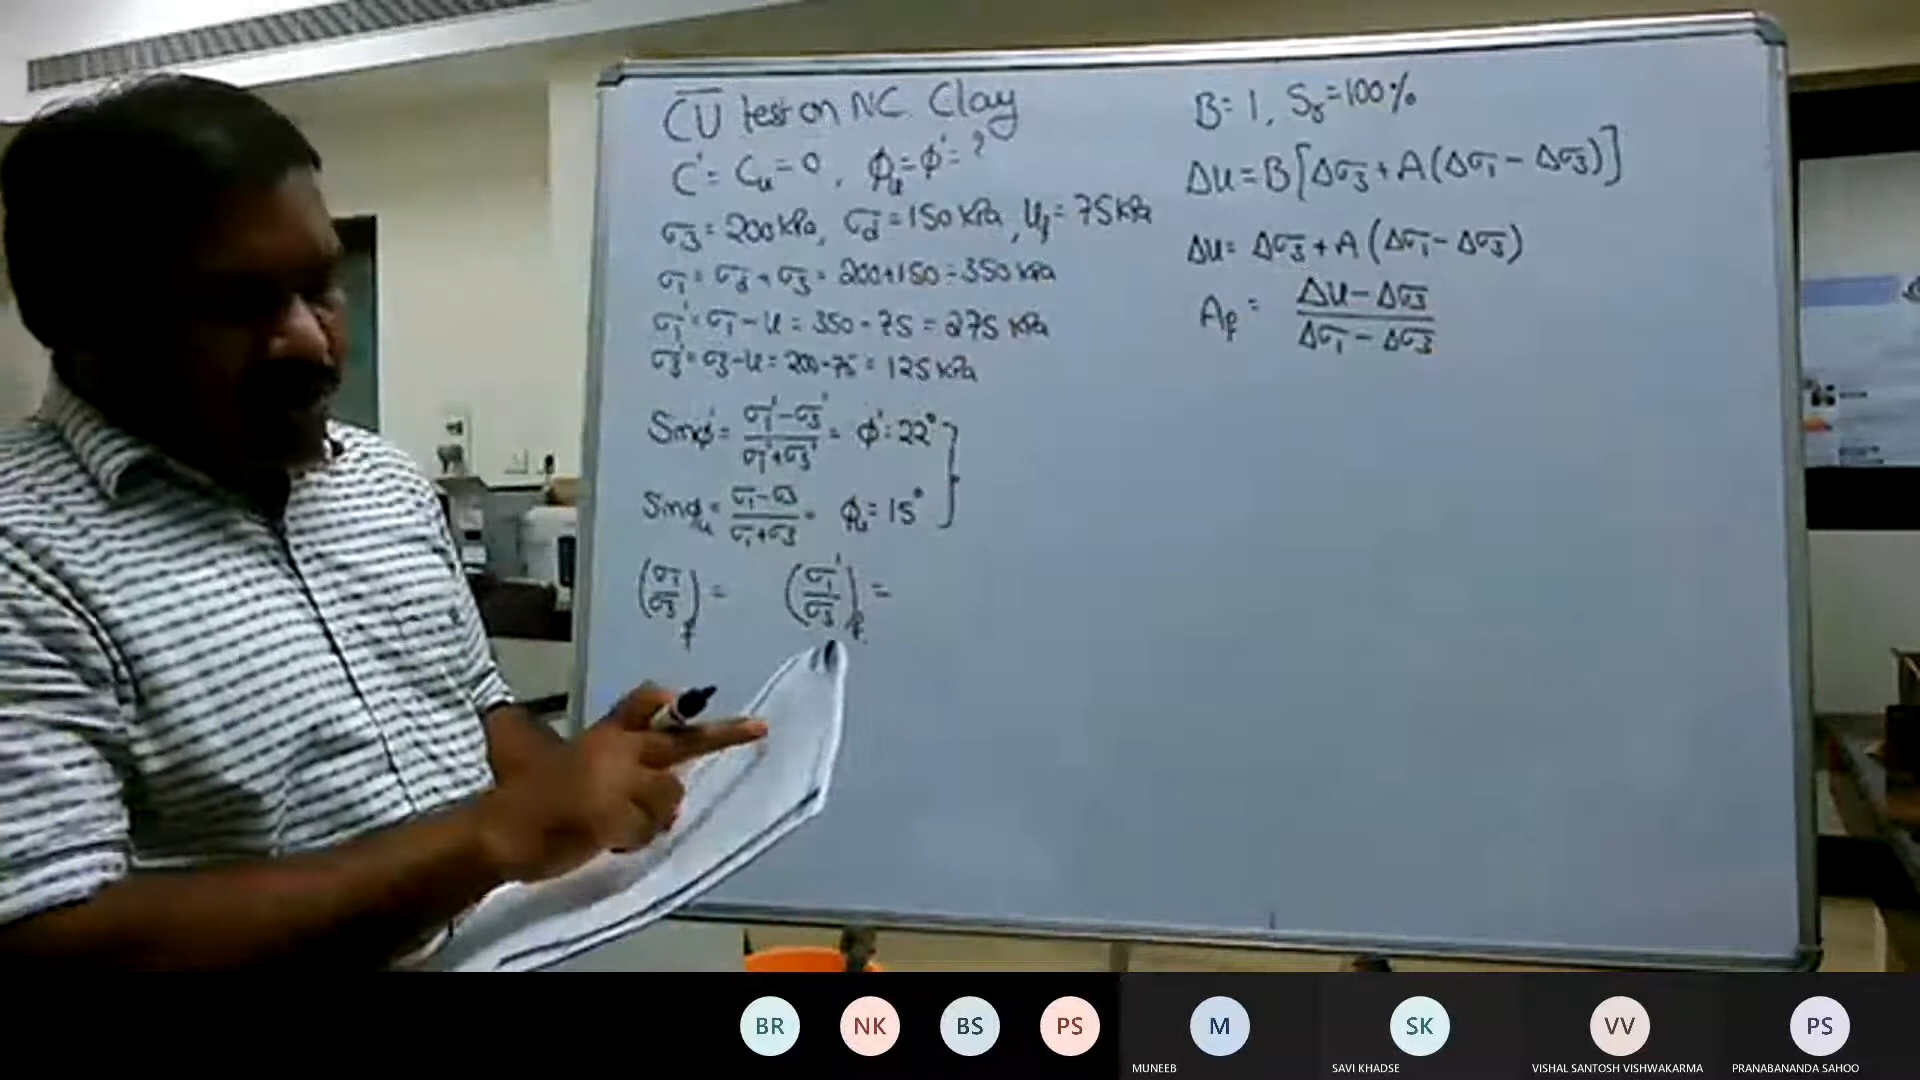 C̅U̅ test on NC. Clay
C' = Cu = 0, ϕu = ϕ' = ?
σ3 = 200 kPa, σd = 150 kPa, Uf = 75 kPa
σ1 = σd + σ3 = 200+150 = 350 kPa
σ1' = σ1 - U = 350 - 75 = 275 kPa
σ3' = σ3 - U = 200 - 75 = 125 kPa
Sinϕ' = (σ1' - σ3')/(σ1' + σ3') = ϕ' = 22°
Sinϕu = (σ1 - σ3)/(σ1 + σ3) = ϕu = 15°
(σ1/σ3)f = (σ1'/σ3')f =
B = 1, Sr = 100%
ΔU = B[Δσ3 + A(Δσ1 - Δσ3)]
ΔU = Δσ3 + A(Δσ1 - Δσ3)
Af = (ΔU - Δσ3)/(Δσ1 - Δσ3)
BR NK BS PS M SK VV PS
MUNEEB SAVI KHADSE VISHAL SANTOSH VISHWAKARMA PRANABANANDA SAHOO